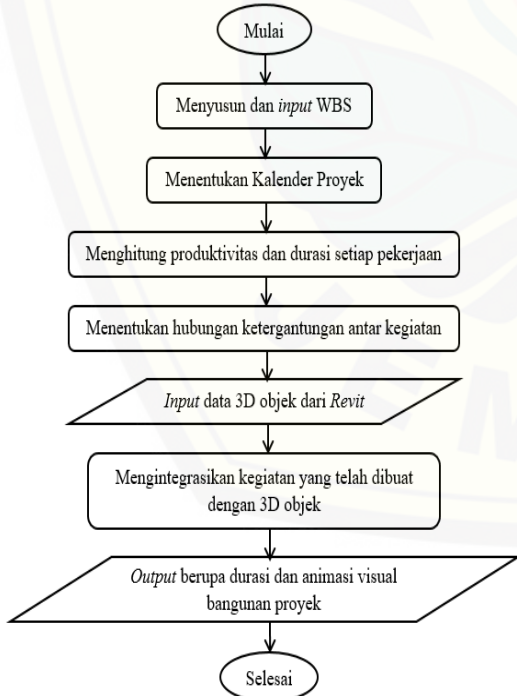 Mulai
Menyusun dan input WBS
Menentukan Kalender Proyek
Menghitung produktivitas dan durasi setiap pekerjaan
Menentukan hubungan ketergantungan antar kegiatan
Input data 3D objek dari Revit
Mengintegrasikan kegiatan yang telah dibuat
dengan 3D objek
Output berupa durasi dan animasi visual
bangunan proyek
Selesai